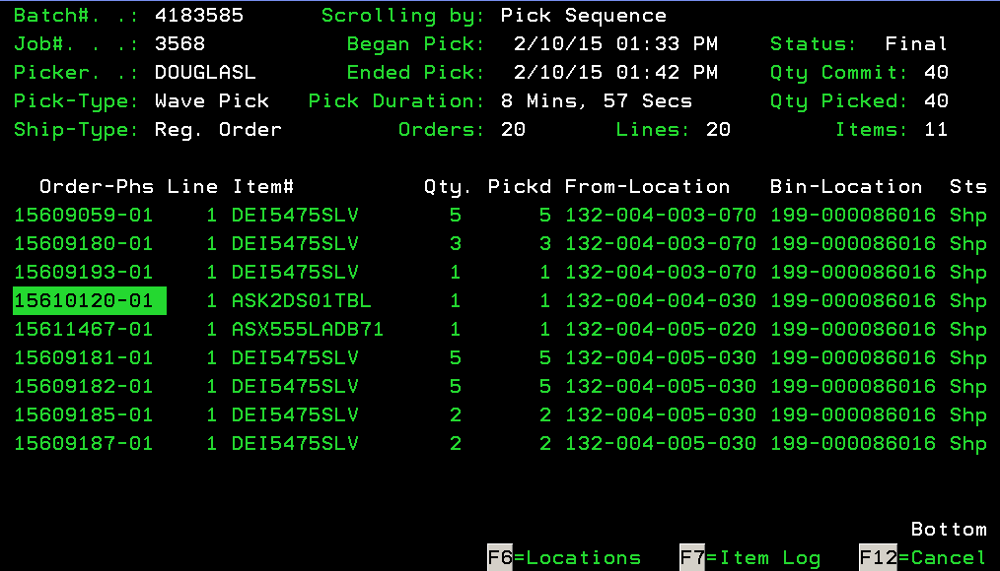 Batch#. .: 4183585 Scrolling by: Pick Sequence
Job#. . .: 3568 Began Pick: 2/10/15 01:33 PM Status: Final
Picker. .: DOUGLASL Ended Pick: 2/10/15 01:42 PM Qty Commit: 40
Pick-Type: Wave Pick Pick Duration: 8 Mins, 57 Secs Qty Picked: 40
Ship-Type: Reg. Order Orders: 20 Lines: 20 Items: 11
Order-Phs Line Item# Qty. Pickd From-Location Bin-Location Sts
15609059-01 1 DEI5475SLV 5 5 132-004-003-070 199-000086016 Shp
15609180-01 1 DEI5475SLV 3 3 132-004-003-070 199-000086016 Shp
15609193-01 1 DEI5475SLV 1 1 132-004-003-070 199-000086016 Shp
15610120-01 1 ASK2DS01TBL 1 1 132-004-004-030 199-000086016 Shp
15611467-01 1 ASX555LADB71 1 1 132-004-005-020 199-000086016 Shp
15609181-01 1 DEI5475SLV 5 5 132-004-005-030 199-000086016 Shp
15609182-01 1 DEI5475SLV 5 5 132-004-005-030 199-000086016 Shp
15609185-01 1 DEI5475SLV 2 2 132-004-005-030 199-000086016 Shp
15609187-01 1 DEI5475SLV 2 2 132-004-005-030 199-000086016 Shp
Bottom
F6=Locations F7=Item Log F12=Cancel